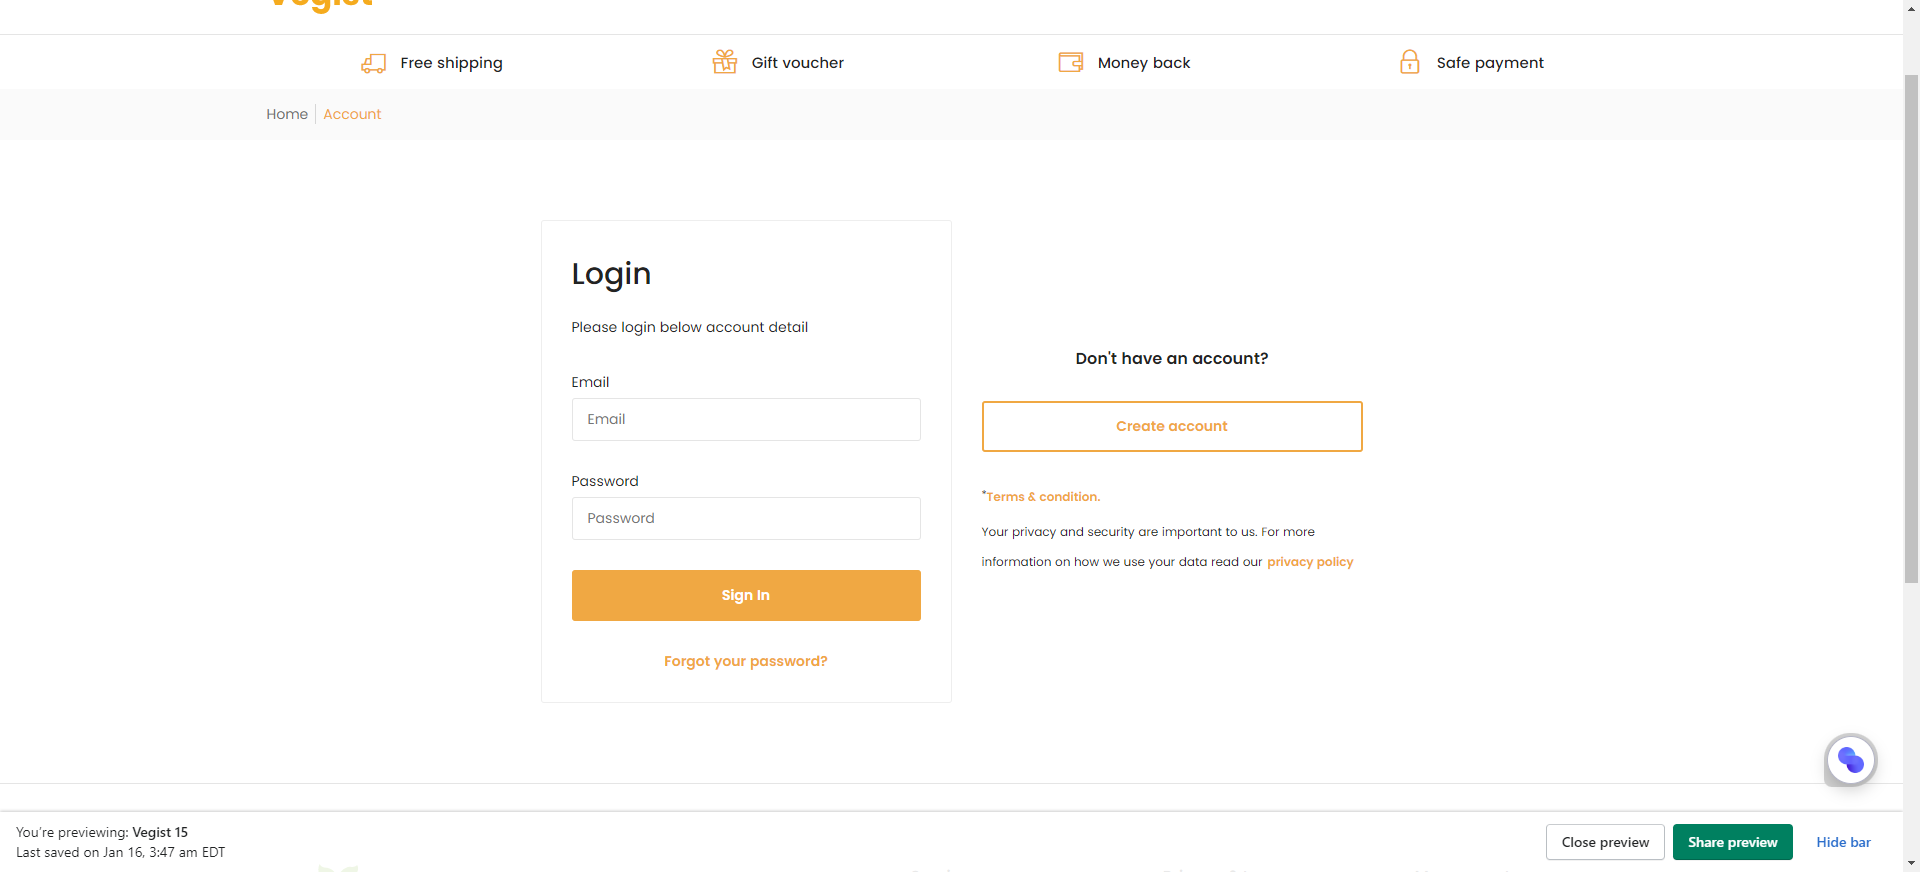 Vegist
Free shipping
Gift voucher
Money back
Safe payment
Home
Account
Login
Please login below account detail
Email
Email
Password
Password
Sign In
Forgot your password?
Don't have an account?
Create account
*Terms & condition.
Your privacy and security are important to us. For more
information on how we use your data read our privacy policy
You're previewing: Vegist 15
Last saved on Jan 16, 3:47 am EDT
Close preview
Share preview
Hide bar